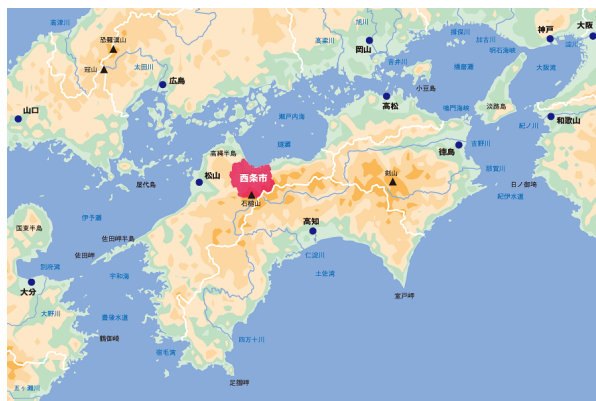 高津川
恐羅漢山
冠山
太田川
広島
山口
旭川
高梁川
岡山
吉井川
揖保川
加古川
明石海峡
播磨灘
神戸
大阪
淀川
大阪湾
小豆島
高松
鳴門海峡
淡路島
紀ノ川
和歌山
瀬戸内海
燧灘
高縄半島
屋代島
松山
西条市
石鎚山
徳島
吉野川
剣山
那賀川
日ノ御埼
紀伊水道
国東半島
伊予灘
佐田岬半島
佐田岬
高知
仁淀川
土佐湾
室戸岬
別府湾
大分
宇和海
大野川
豊後水道
鶴御崎
宿毛湾
四万十川
足摺岬
五ヶ瀬川